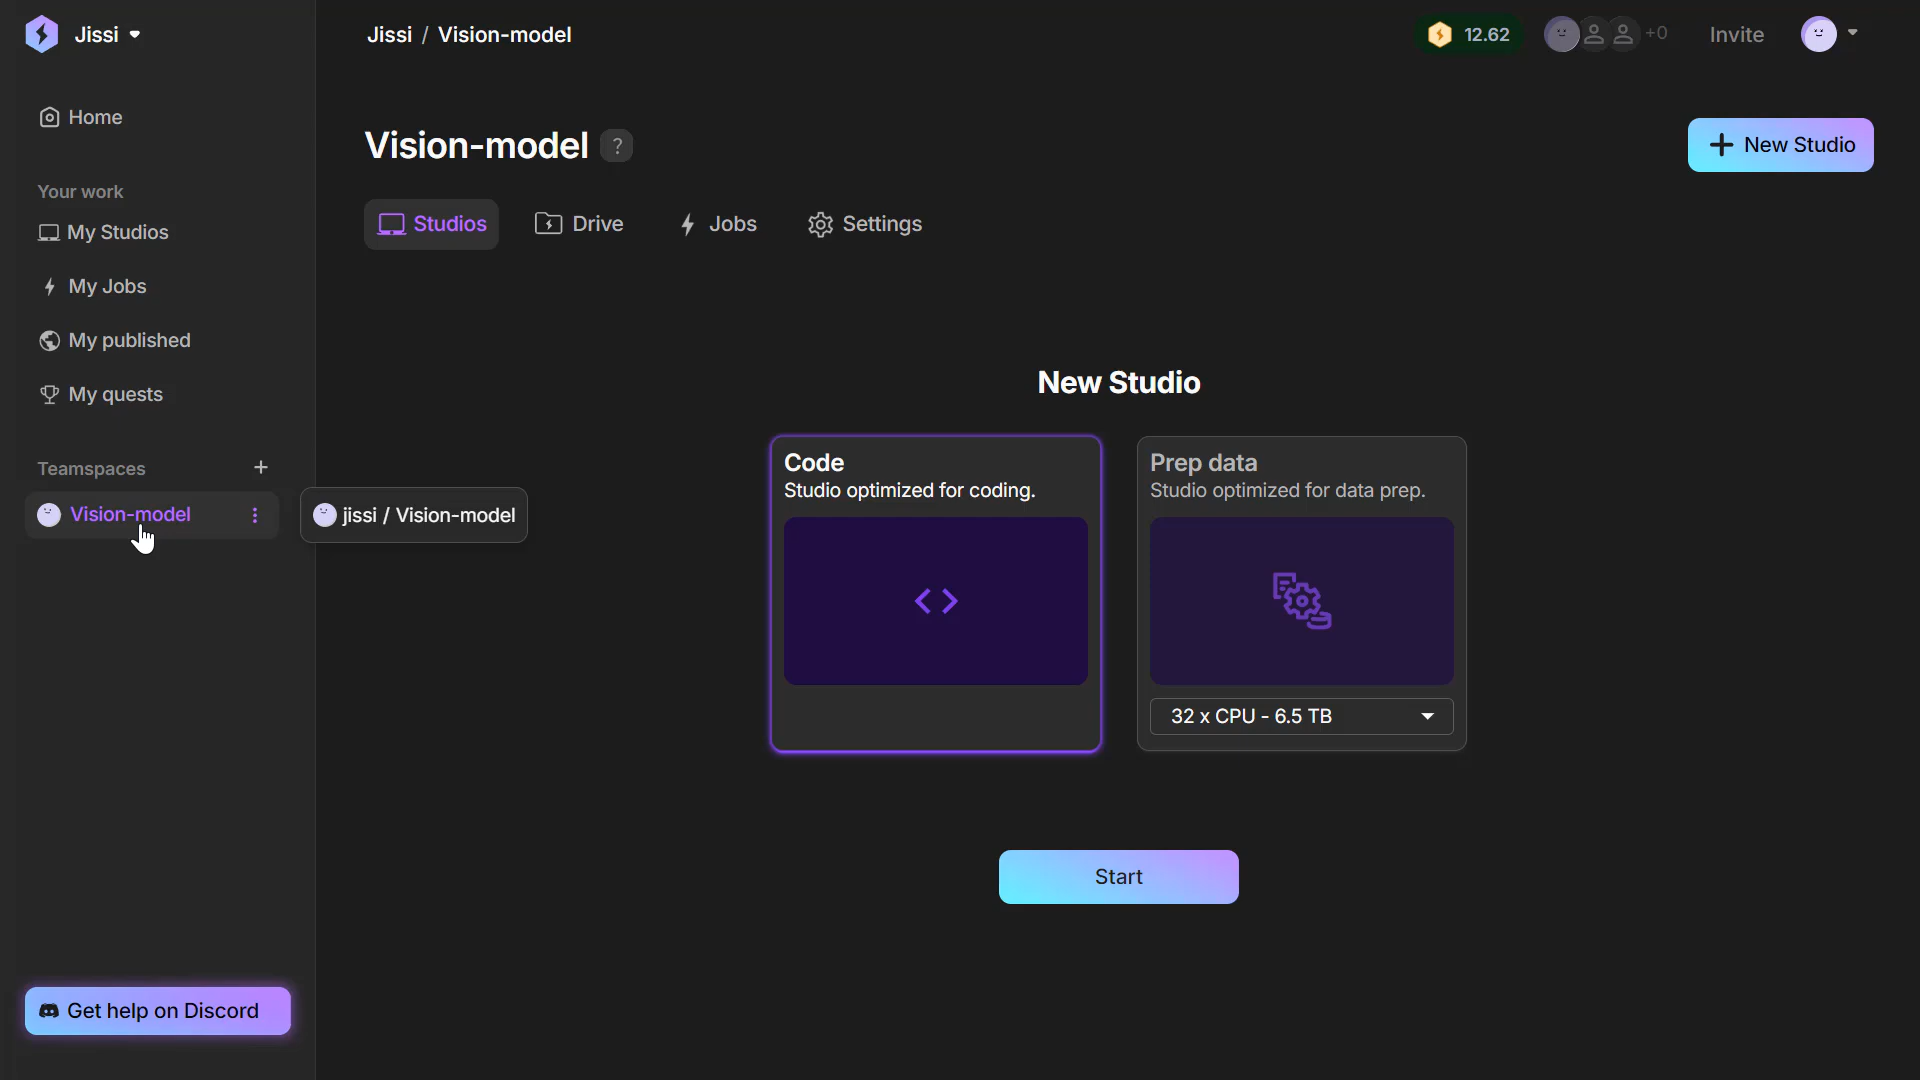 Jissi
Home
Your work
My Studios
My Jobs
My published
My quests
Teamspaces
Vision-model
jissi / Vision-model
Get help on Discord
Jissi / Vision-model
12.62
+0
Invite
Vision-model ?
New Studio
Studios
Drive
Jobs
Settings
New Studio
Code
Studio optimized for coding.
Prep data
Studio optimized for data prep.
32 x CPU - 6.5 TB
Start